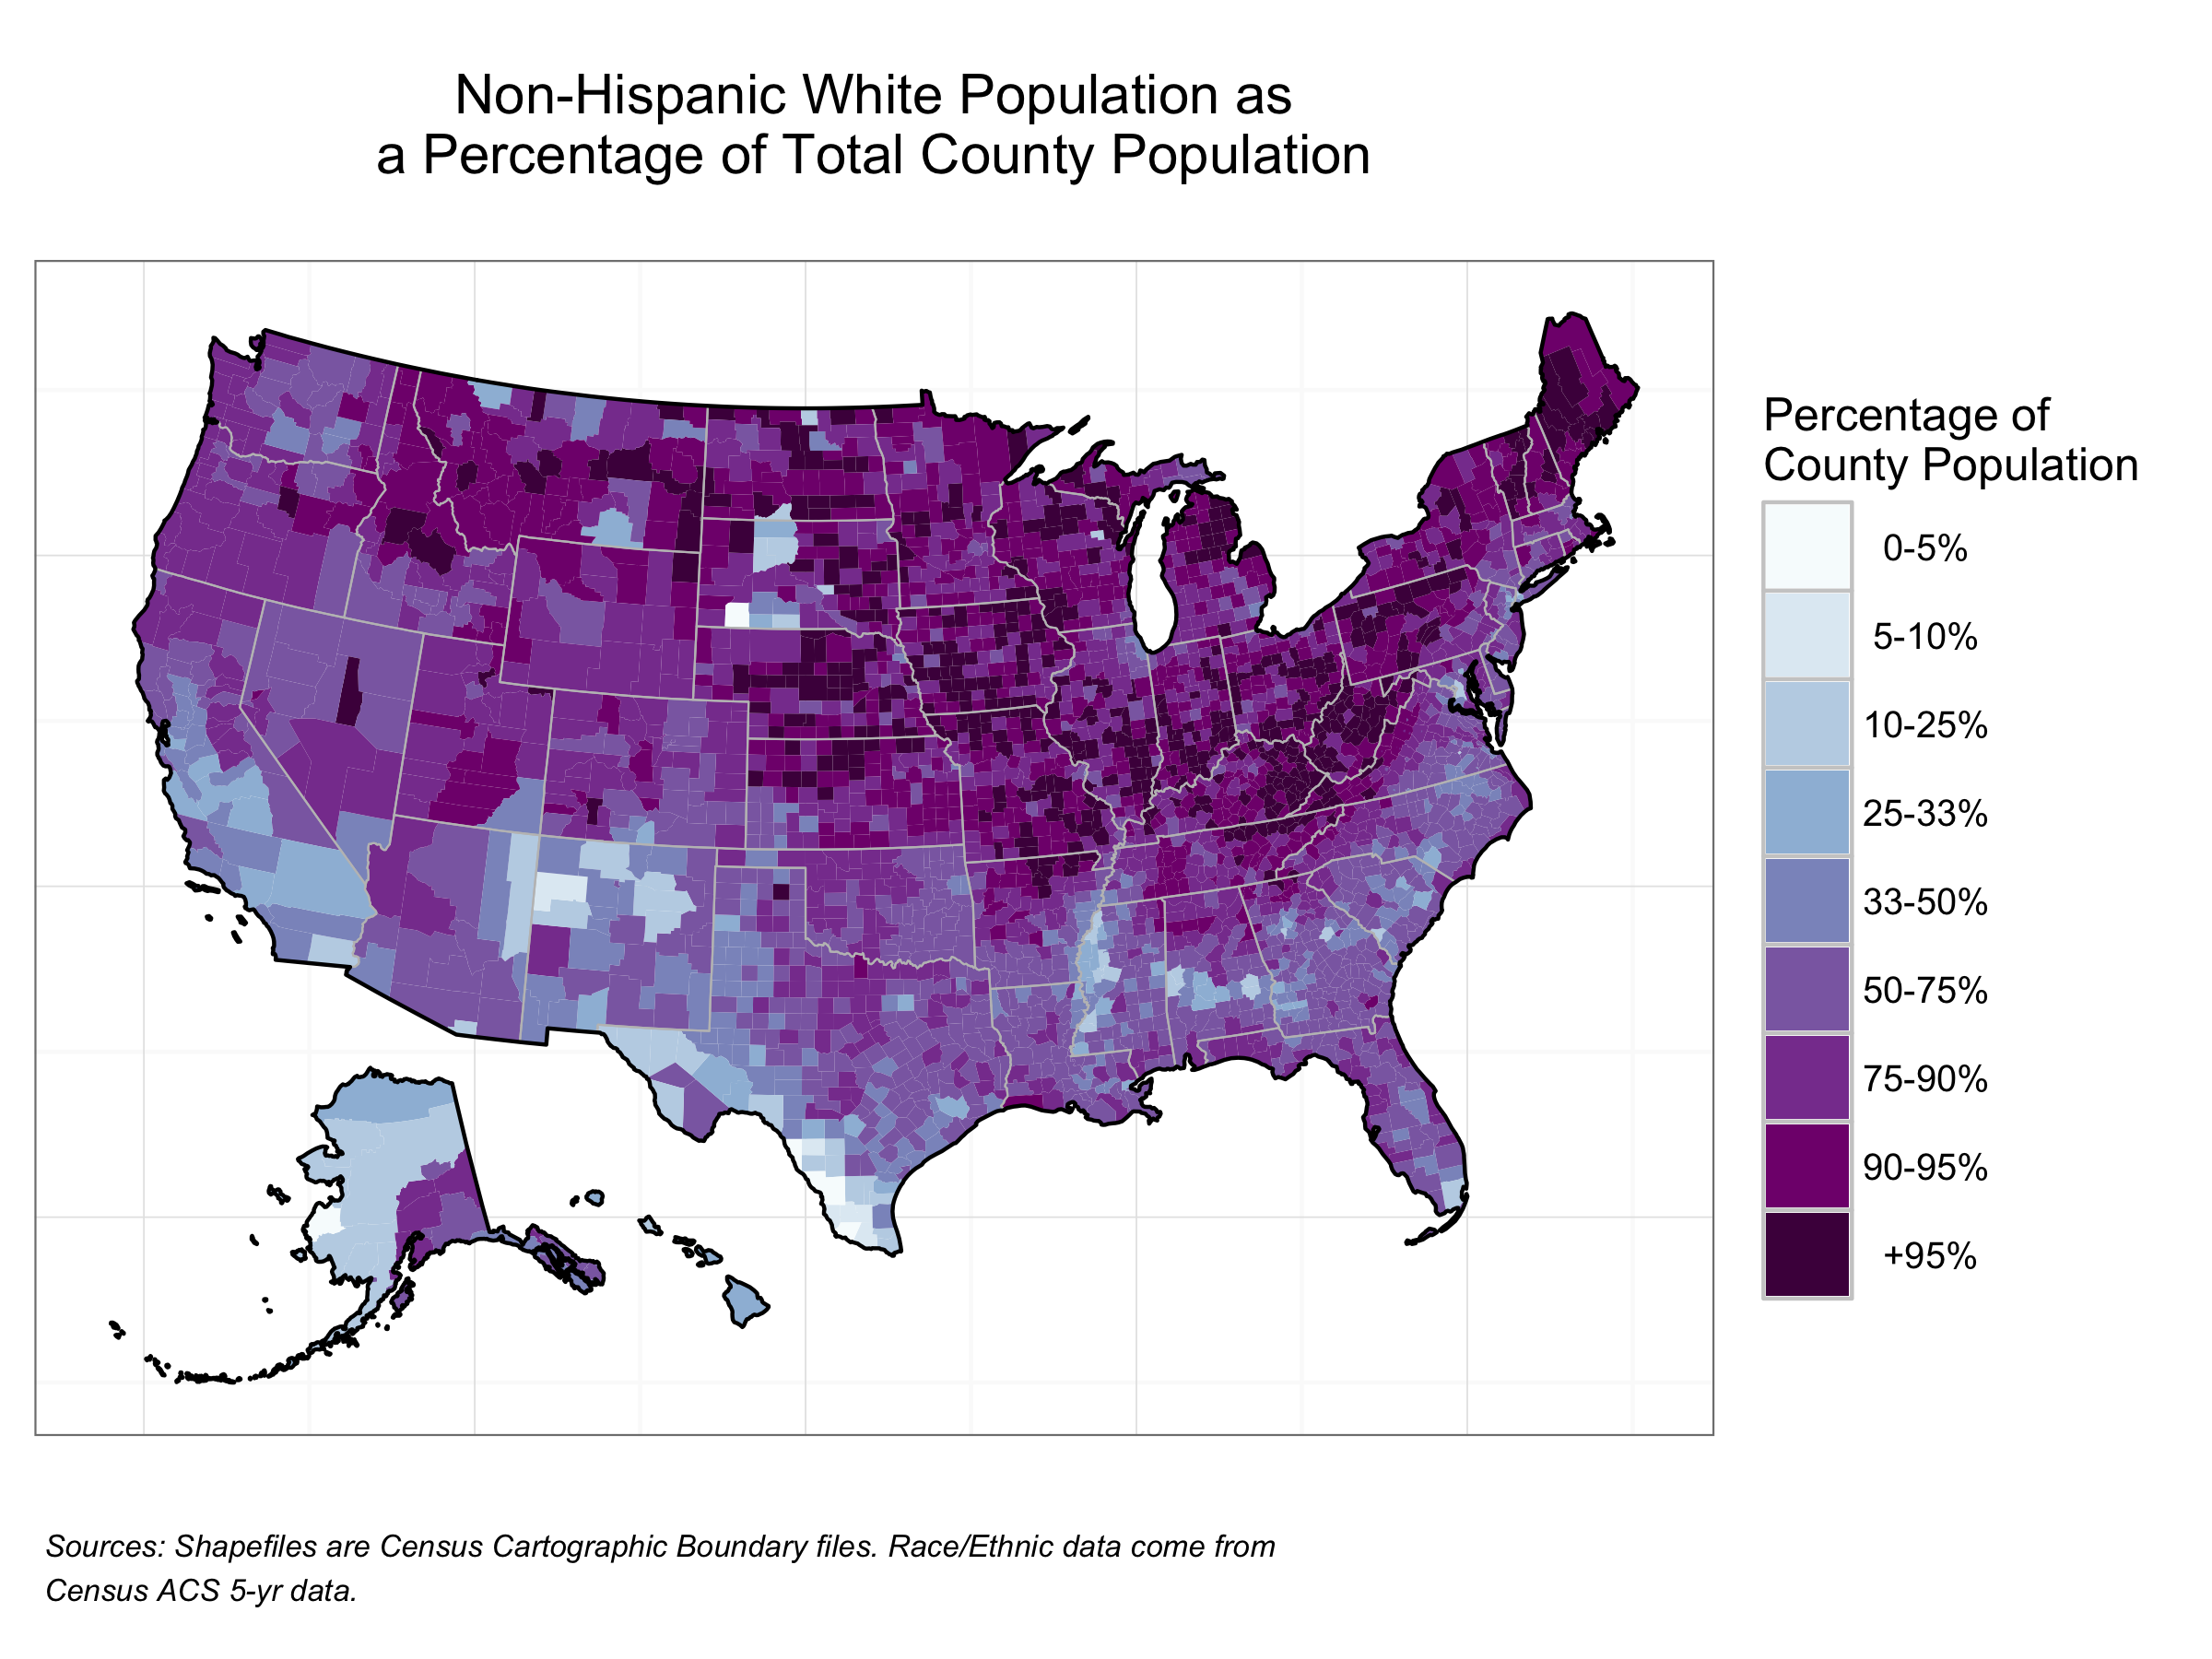 Non-Hispanic White Population as
a Percentage of Total County Population
Percentage of
County Population
0-5%
5-10%
10-25%
25-33%
33-50%
50-75%
75-90%
90-95%
+95%
Sources: Shapefiles are Census Cartographic Boundary files. Race/Ethnic data come from
Census ACS 5-yr data.